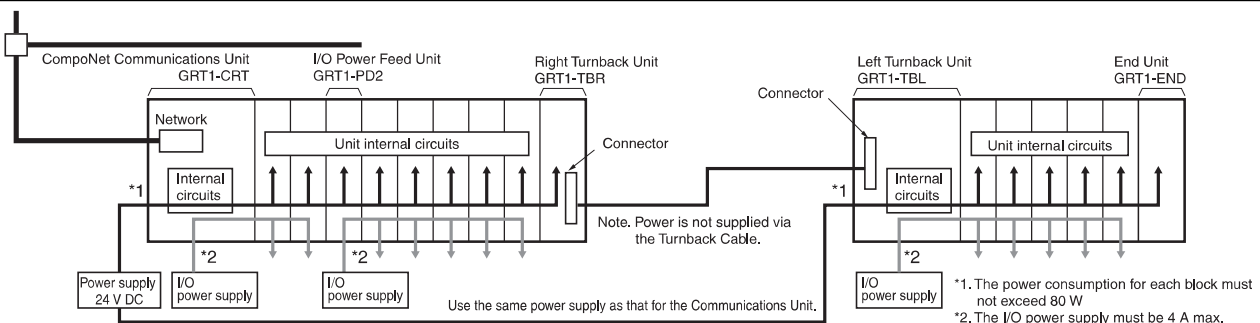 CompoNet Communications Unit
GRT1-CRT
I/O Power Feed Unit
GRT1-PD2
Right Turnback Unit
GRT1-TBR
Left Turnback Unit
GRT1-TBL
End Unit
GRT1-END
Connector
Network
Unit internal circuits
Connector
Unit internal circuits
*1
Internal
circuits
*1
Internal
circuits
Note. Power is not supplied via
the Turnback Cable.
*2
*2
*2
Power supply
24 V DC
I/O
power supply
I/O
power supply
Use the same power supply as that for the Communications Unit.
I/O
power supply
*1. The power consumption for each block must
not exceed 80 W
*2. The I/O power supply must be 4 A max.